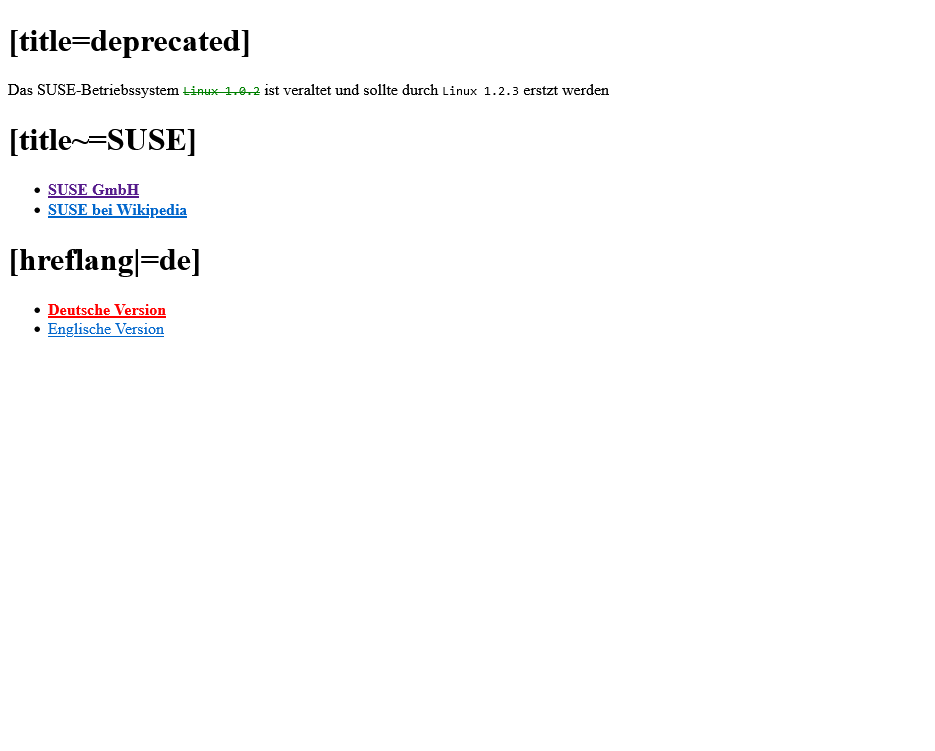 [title=deprecated]
Das SUSE-Betriebssystem Linux 1.0.2 ist veraltet und sollte durch Linux 1.2.3 erstzt werden
[title~=SUSE]
SUSE GmbH
SUSE bei Wikipedia
[hreflang|=de]
Deutsche Version
Englische Version